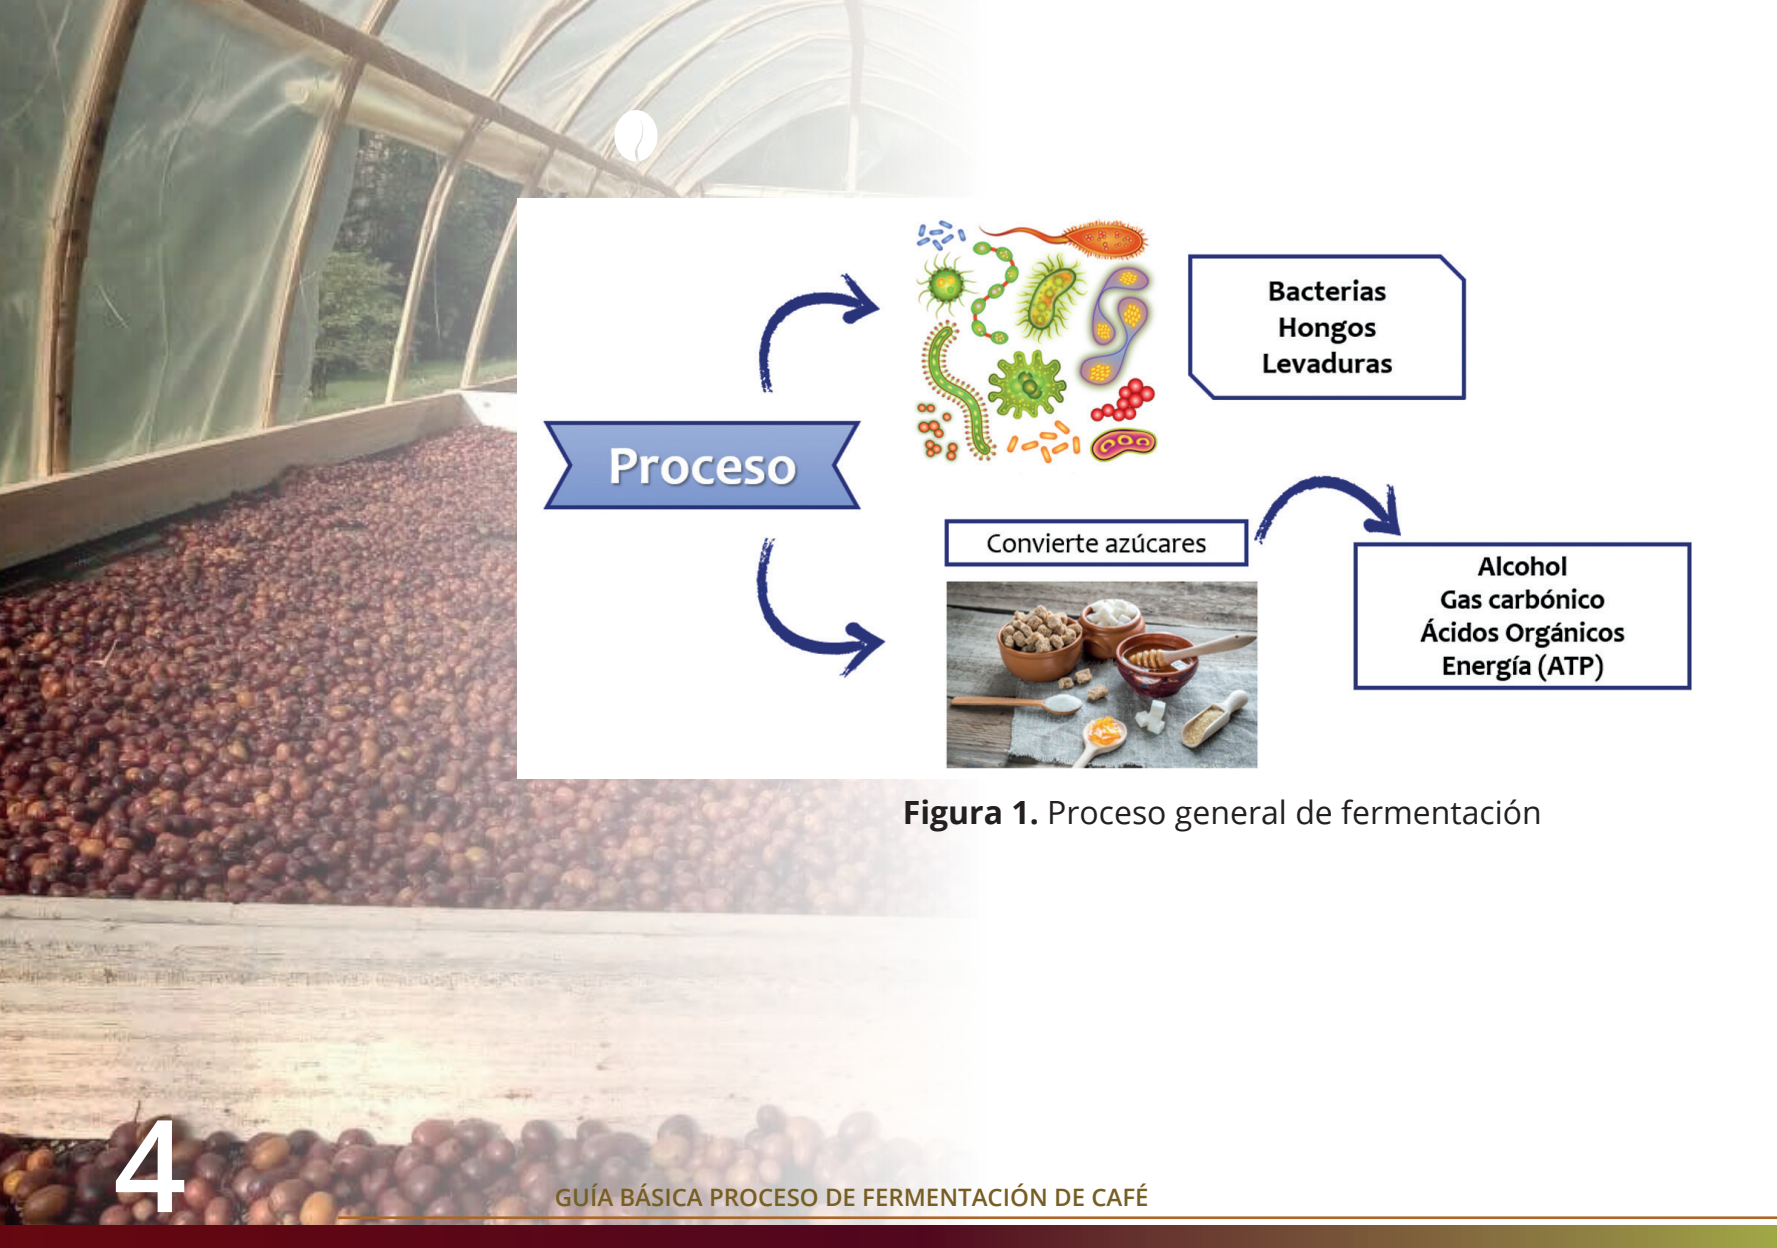 Proceso
Bacterias
Hongos
Levaduras
Convierte azúcares
Alcohol
Gas carbónico
Ácidos Orgánicos
Energía (ATP)
Figura 1. Proceso general de fermentación
4
GUÍA BÁSICA PROCESO DE FERMENTACIÓN DE CAFÉ